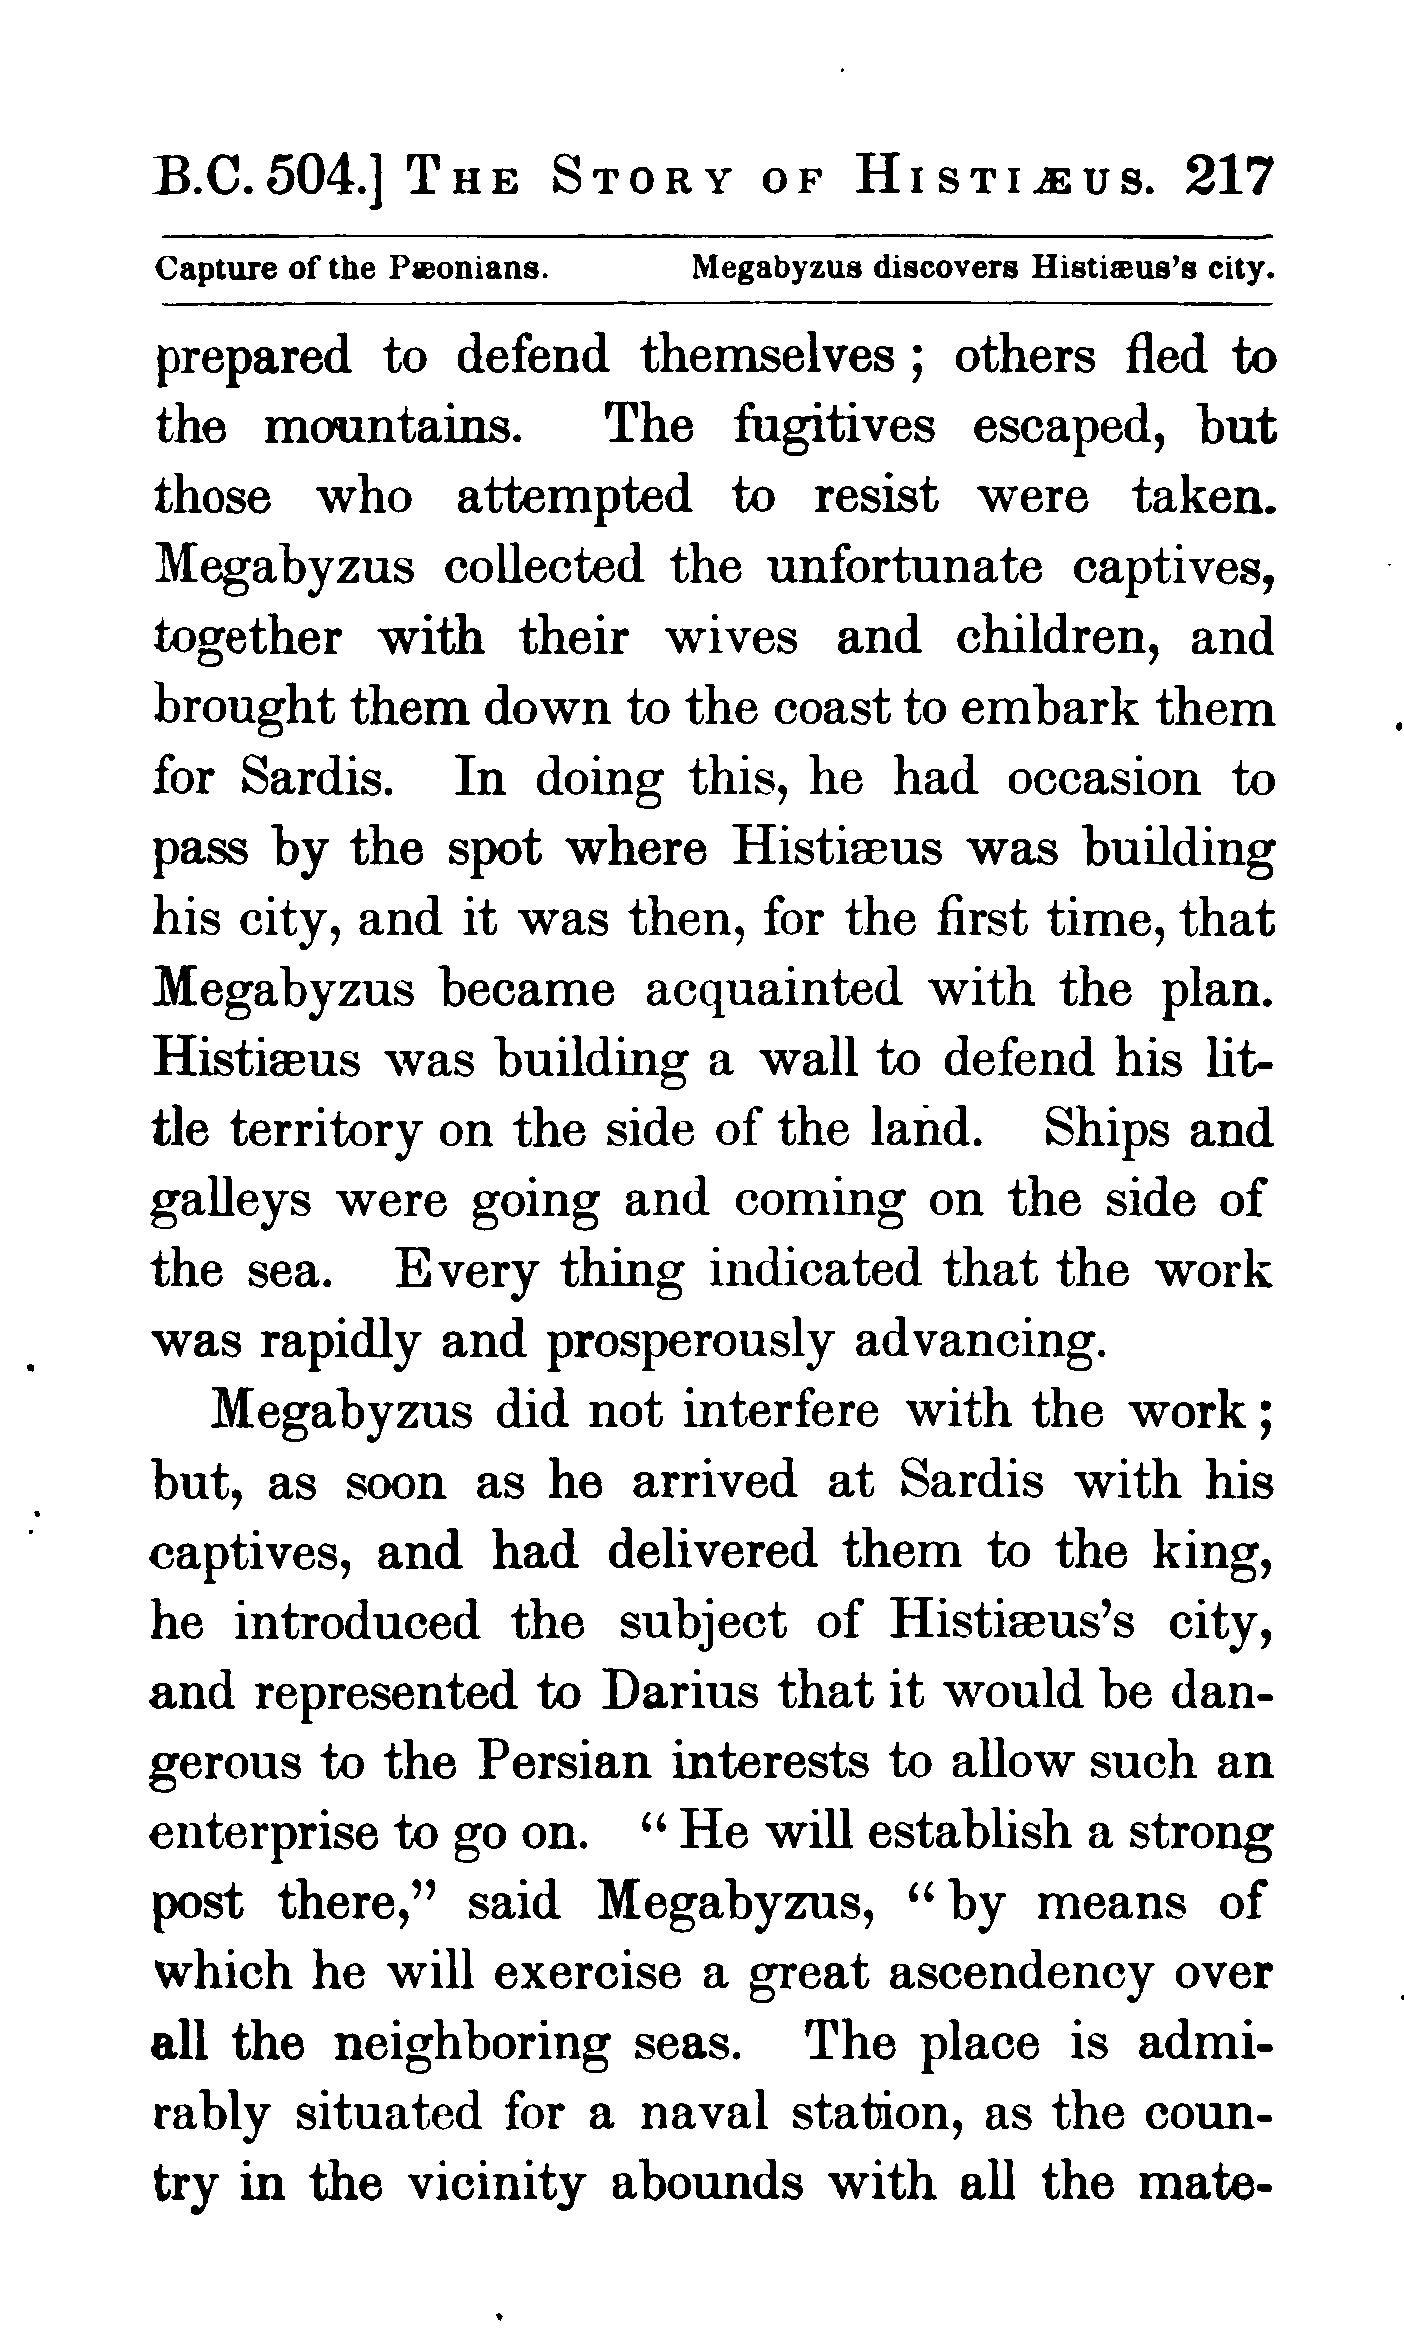 B.C. 504.] THE STORY OF HISTIÆUS. 217
Capture of the Pæonians. Megabyzus discovers Histiæus's city.
prepared to defend themselves ; others fled to
the mountains. The fugitives escaped, but
those who attempted to resist were taken.
Megabyzus collected the unfortunate captives,
together with their wives and children, and
brought them down to the coast to embark them
for Sardis. In doing this, he had occasion to
pass by the spot where Histiæus was building
his city, and it was then, for the first time, that
Megabyzus became acquainted with the plan.
Histiæus was building a wall to defend his lit-
tle territory on the side of the land. Ships and
galleys were going and coming on the side of
the sea. Every thing indicated that the work
was rapidly and prosperously advancing.
Megabyzus did not interfere with the work ;
but, as soon as he arrived at Sardis with his
captives, and had delivered them to the king,
he introduced the subject of Histiæus's city,
and represented to Darius that it would be dan-
gerous to the Persian interests to allow such an
enterprise to go on. “ He will establish a strong
post there,” said Megabyzus, “ by means of
which he will exercise a great ascendency over
all the neighboring seas. The place is admi-
rably situated for a naval station, as the coun-
try in the vicinity abounds with all the mate-